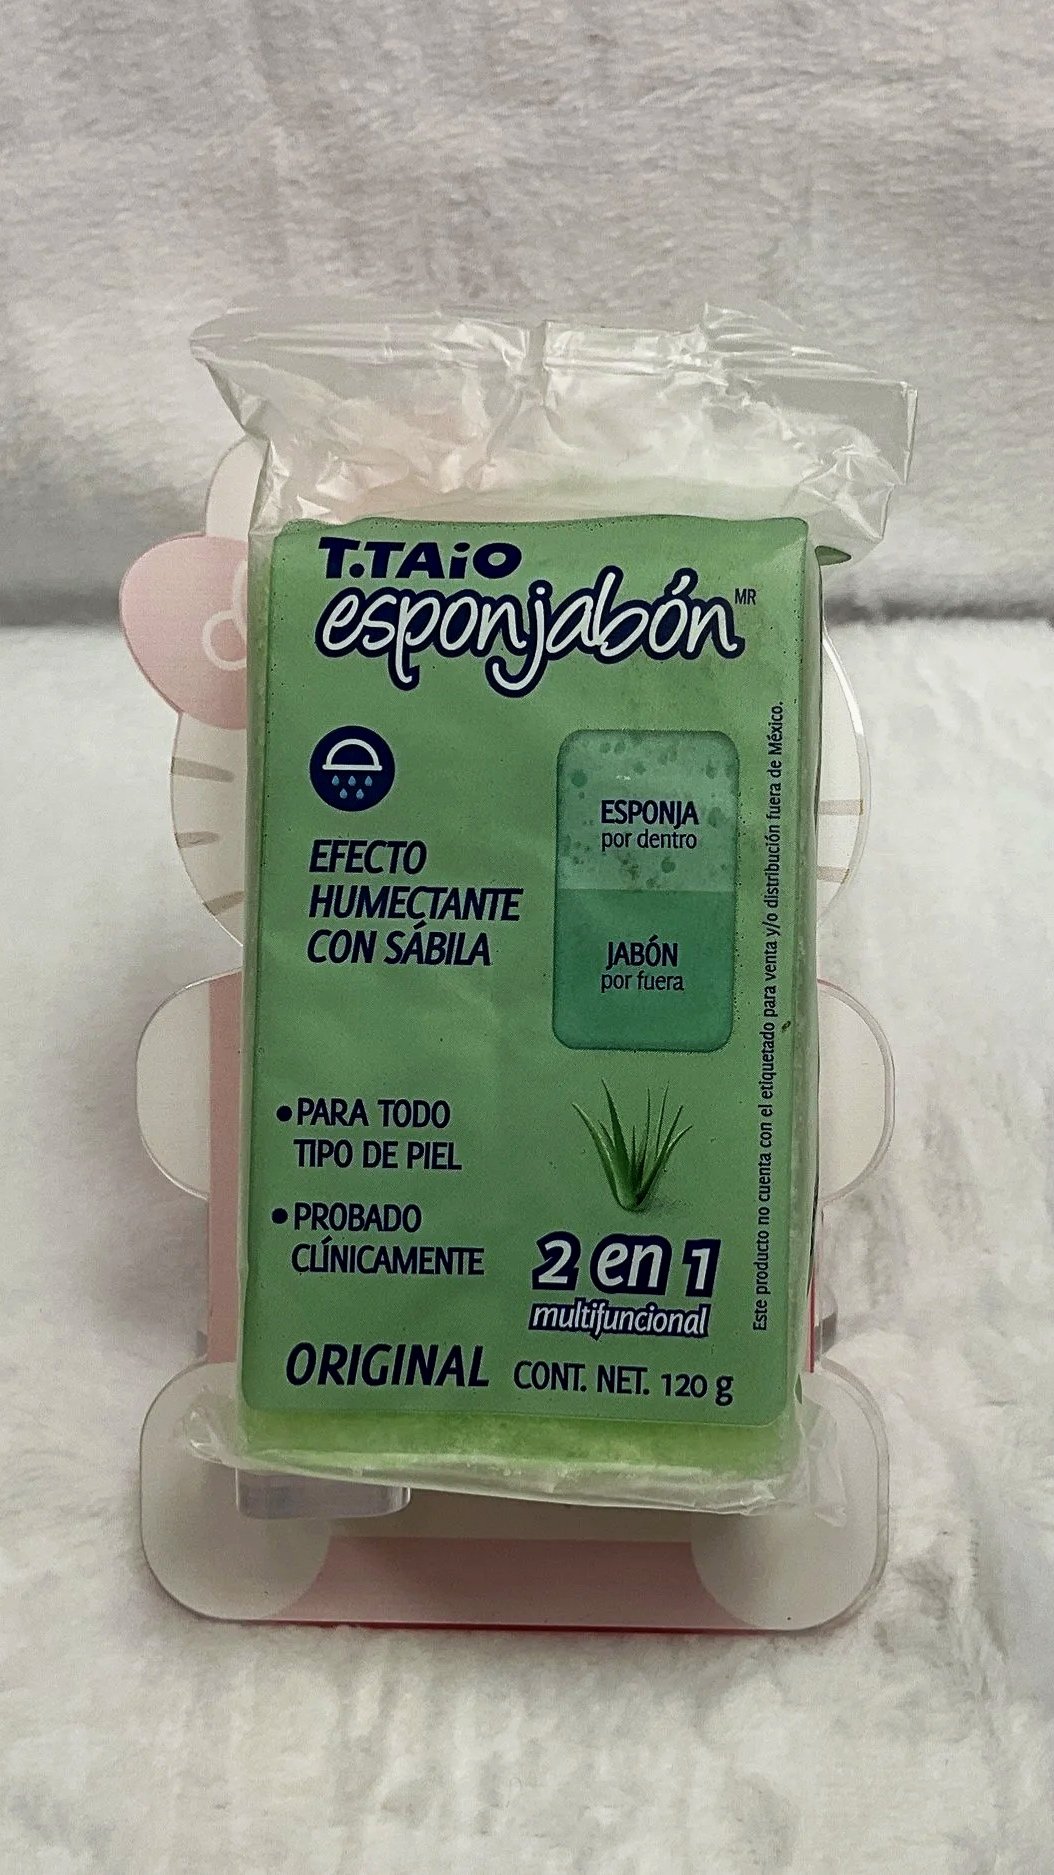 T.TAiO
esponjabón MR
EFECTO
HUMECTANTE
CON SÁBILA
ESPONJA
por dentro
JABÓN
por fuera
•PARA TODO
TIPO DE PIEL
•PROBADO
CLÍNICAMENTE
2 en 1
multifuncional
ORIGINAL CONT. NET. 120 g
Este producto no cuenta con el etiquetado para venta y/o distribución fuera de México.